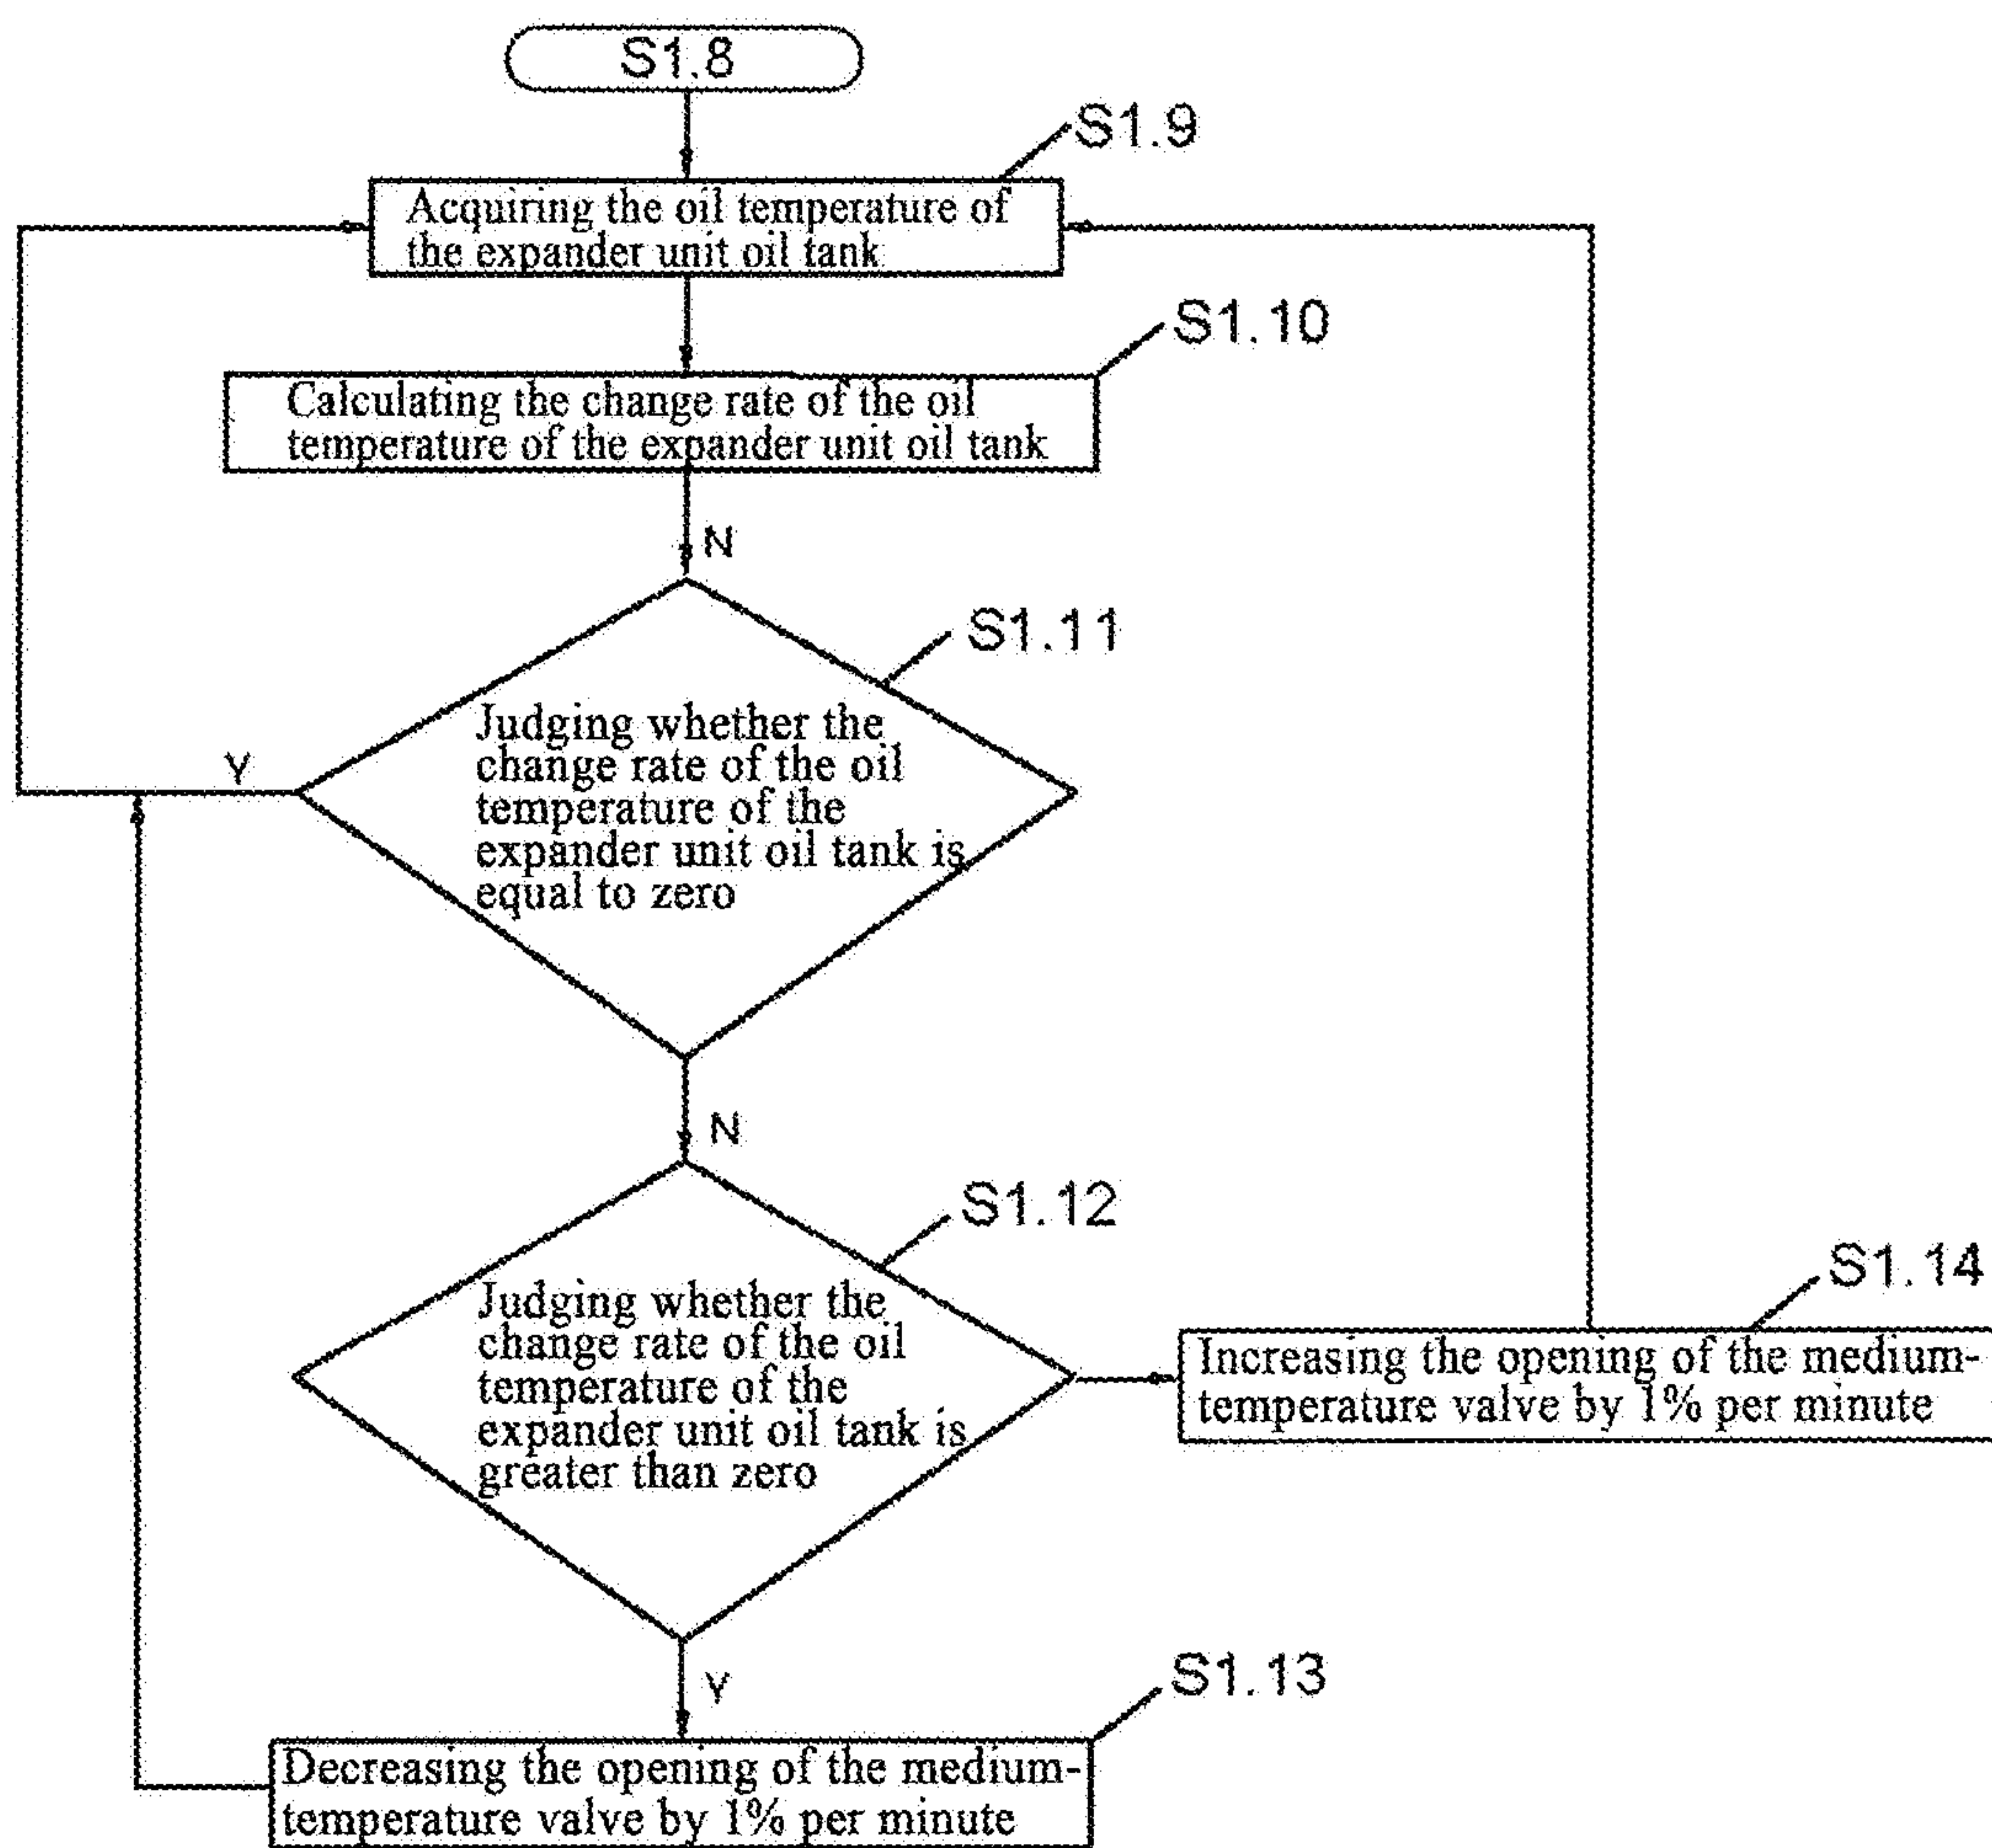 S1.8
S1.9
Acquiring the oil temperature of
the expander unit oil tank
S1.10
Calculating the change rate of the oil
temperature of the expander unit oil tank
N
S1.11
Judging whether the
change rate of the oil
temperature of the
expander unit oil tank is
equal to zero
Y
N
S1.12
Judging whether the
change rate of the oil
temperature of the
expander unit oil tank is
greater than zero
S1.14
Increasing the opening of the medium-
temperature valve by 1% per minute
Y
S1.13
Decreasing the opening of the medium-
temperature valve by 1% per minute